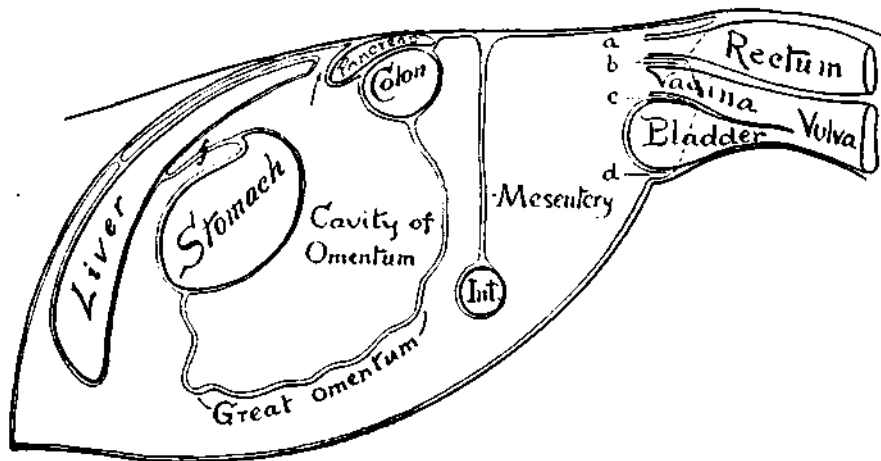 Pancreas
Colon
a
Rectum
b
Vagina
c
Bladder
Vulva
d
Liver
f
Stomach
Cavity of
Omentum
Mesentery
Int.
Great omentum